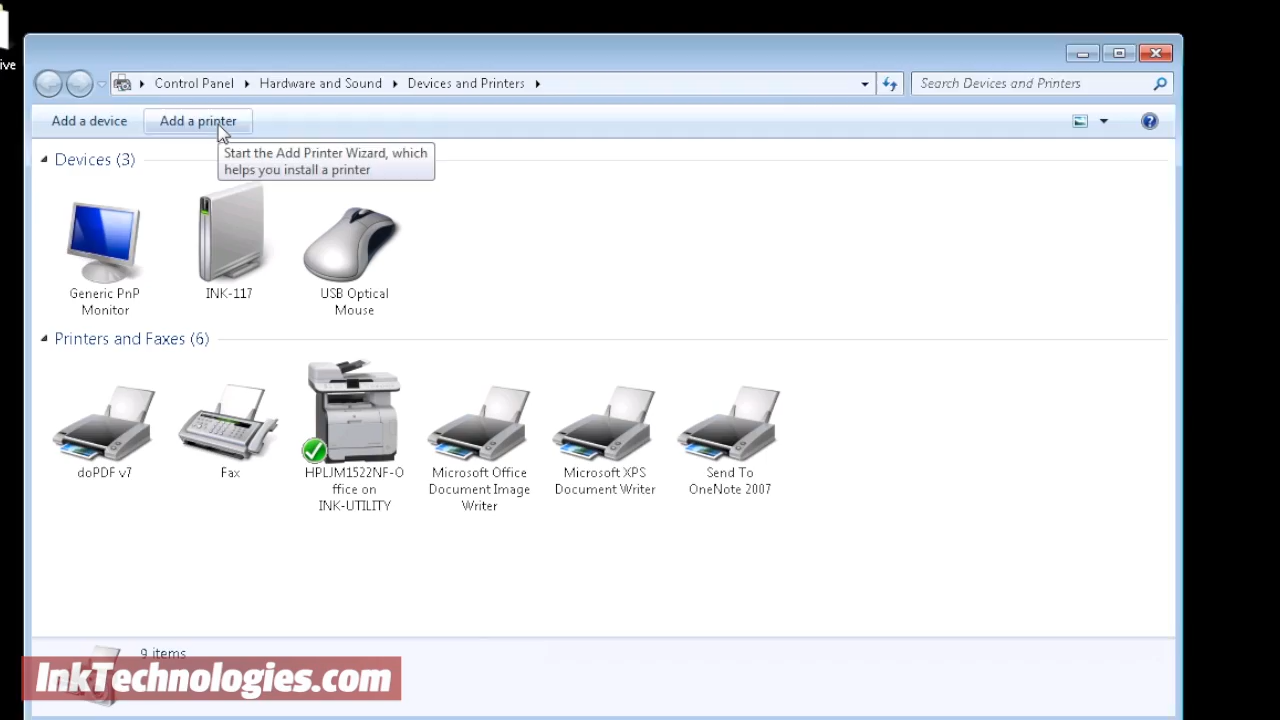 ive
Control Panel Hardware and Sound Devices and Printers
Search Devices and Printers
Add a device Add a printer
Start the Add Printer Wizard, which
helps you install a printer
Devices (3)
Generic PnP
Monitor
INK-117
USB Optical
Mouse
Printers and Faxes (6)
doPDF v7
Fax
HPLJM1522NF-O
ffice on
INK-UTILITY
Microsoft Office
Document Image
Writer
Microsoft XPS
Document Writer
Send To
OneNote 2007
9 items
InkTechnologies.com